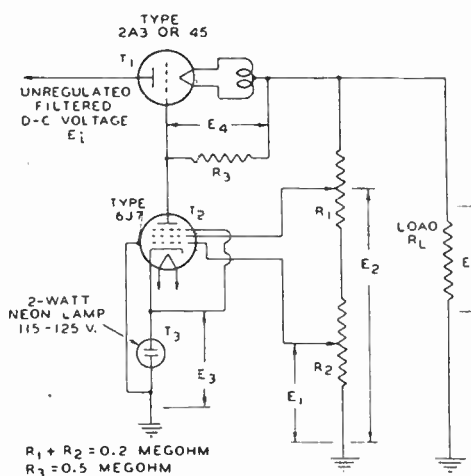 TYPE
2A3 OR 45
T1
UNREGULATED
FILTERED
D-C VOLTAGE
Ei
E4
R3
TYPE
6J7
T2
R1
E2
LOAD
RL
E
2-WATT
NEON LAMP
115-125 V.
T3
E3
R2
E1
R1 + R2 = 0.2 MEGOHM
R3 = 0.5 MEGOHM